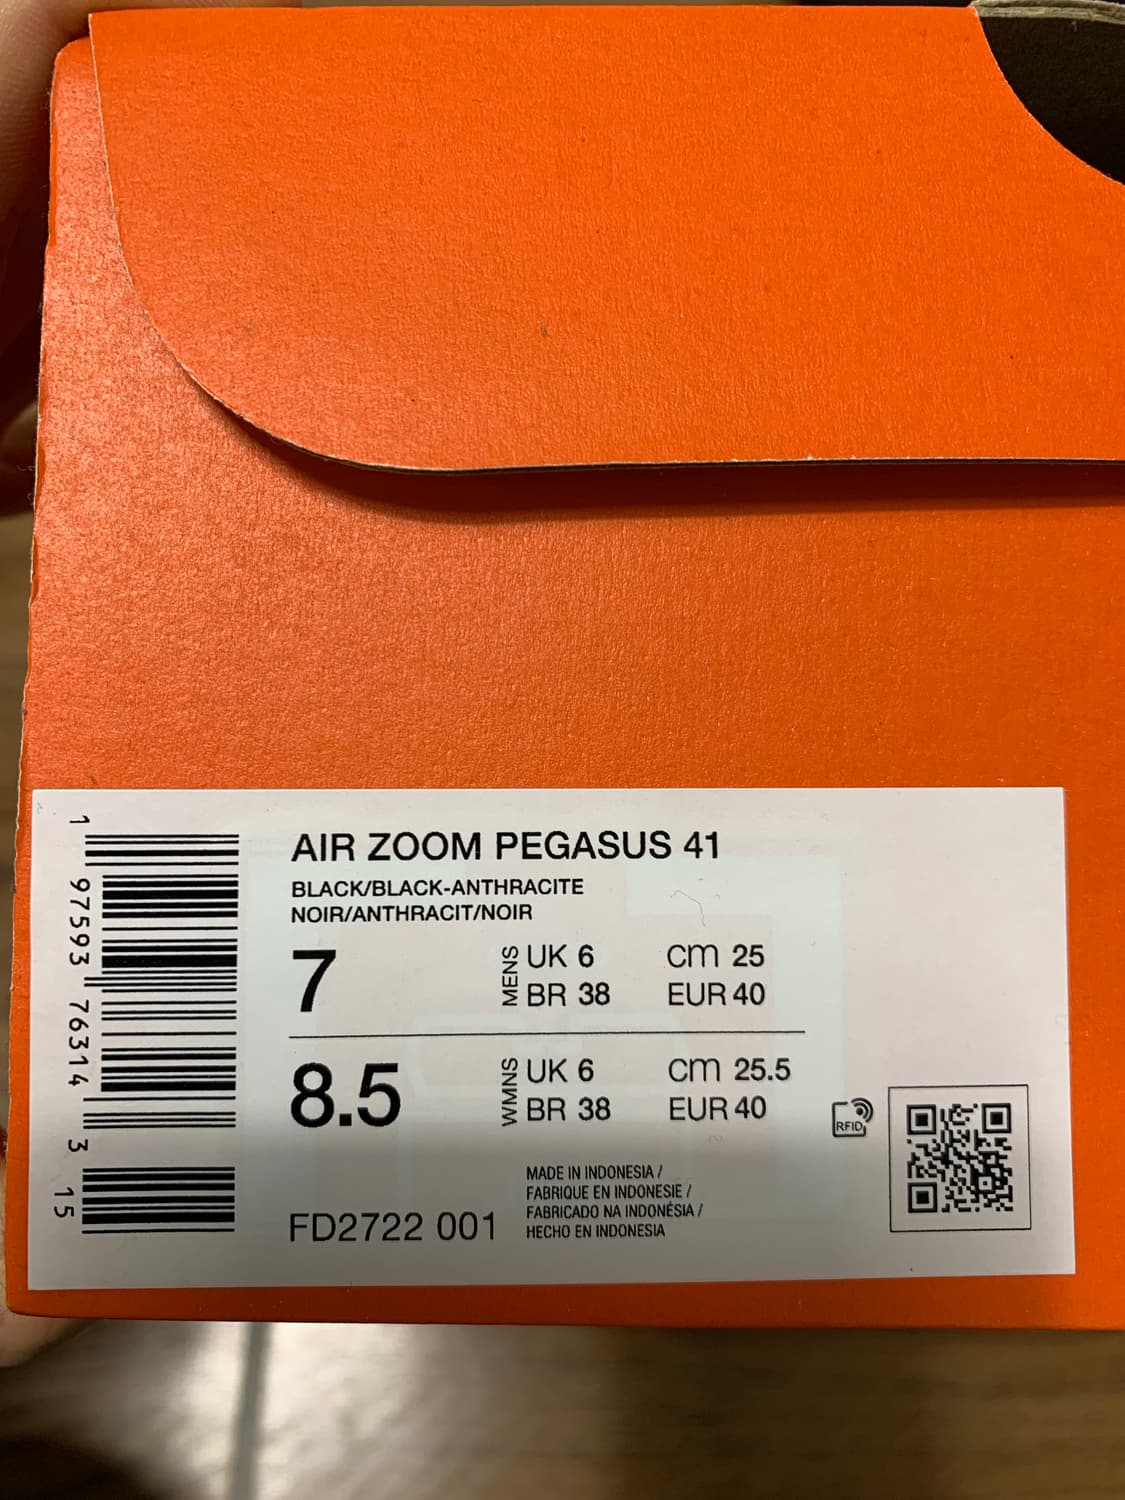 AIR ZOOM PEGASUS 41
BLACK/BLACK-ANTHRACITE
NOIR/ANTHRACIT/NOIR
7
MENS
UK 6 cm 25
BR 38 EUR 40
8.5
WMNS
UK 6 cm 25.5
BR 38 EUR 40
MADE IN INDONESIA /
FABRIQUE EN INDONESIE /
FABRICADO NA INDONÉSIA /
HECHO EN INDONESIA
FD2722 001
RFID
1 97593 76314 3 15